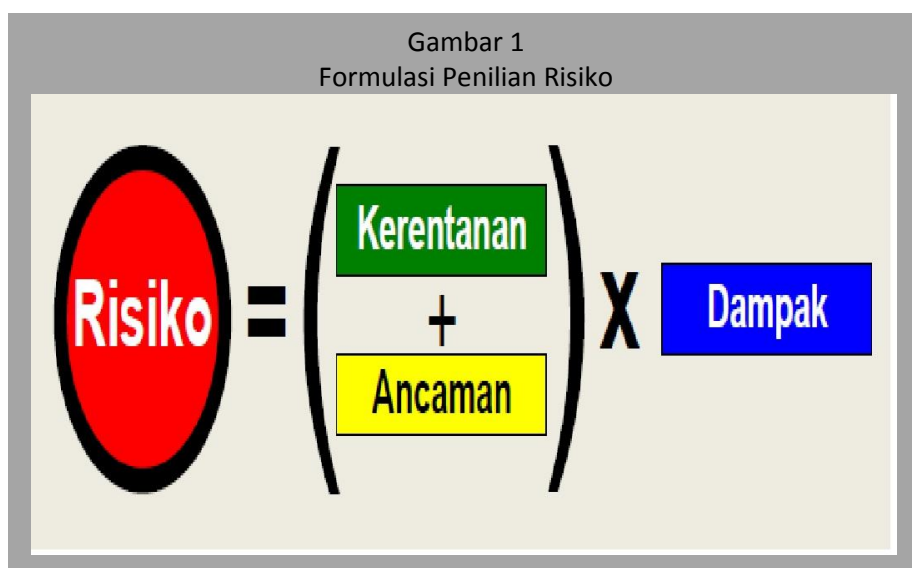 Gambar 1
Formulasi Penilian Risiko
Risiko = ( Kerentanan + Ancaman ) X Dampak